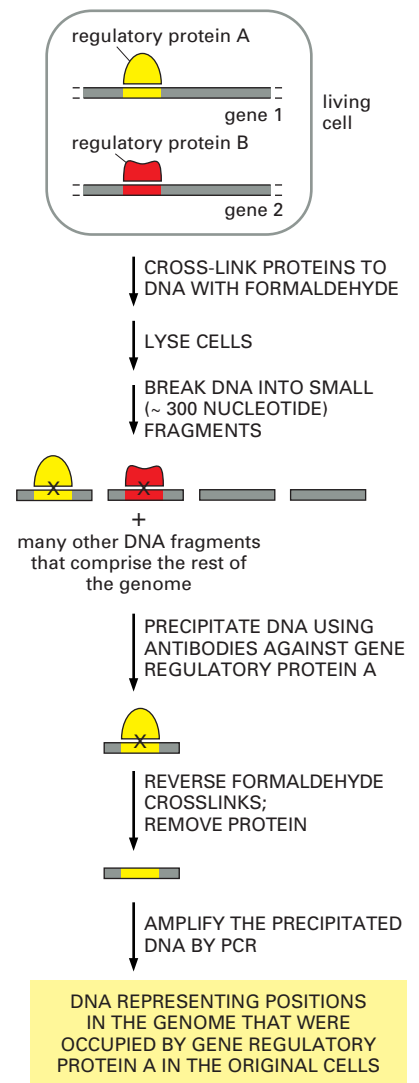 regulatory protein A
gene 1
living
cell
regulatory protein B
gene 2
CROSS-LINK PROTEINS TO
DNA WITH FORMALDEHYDE
LYSE CELLS
BREAK DNA INTO SMALL
(~ 300 NUCLEOTIDE)
FRAGMENTS
X X
+
many other DNA fragments
that comprise the rest of
the genome
PRECIPITATE DNA USING
ANTIBODIES AGAINST GENE
REGULATORY PROTEIN A
X
REVERSE FORMALDEHYDE
CROSSLINKS;
REMOVE PROTEIN
AMPLIFY THE PRECIPITATED
DNA BY PCR
DNA REPRESENTING POSITIONS
IN THE GENOME THAT WERE
OCCUPIED BY GENE REGULATORY
PROTEIN A IN THE ORIGINAL CELLS